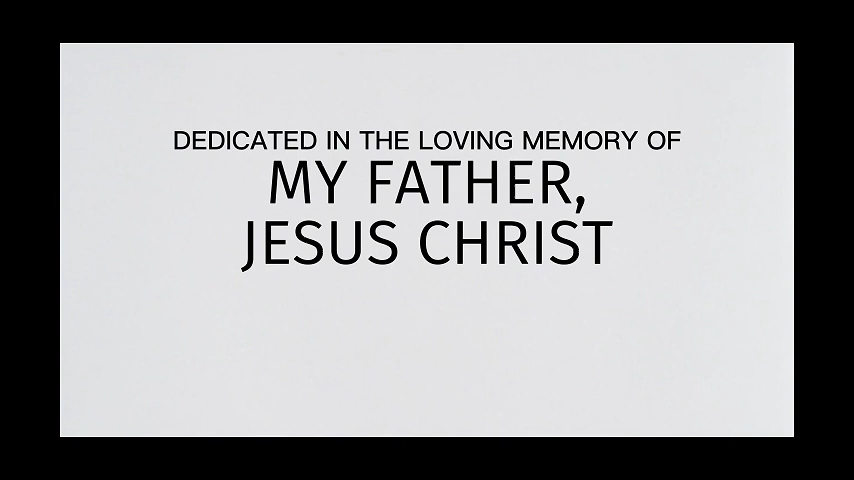 DEDICATED IN THE LOVING MEMORY OF
MY FATHER,
JESUS CHRIST